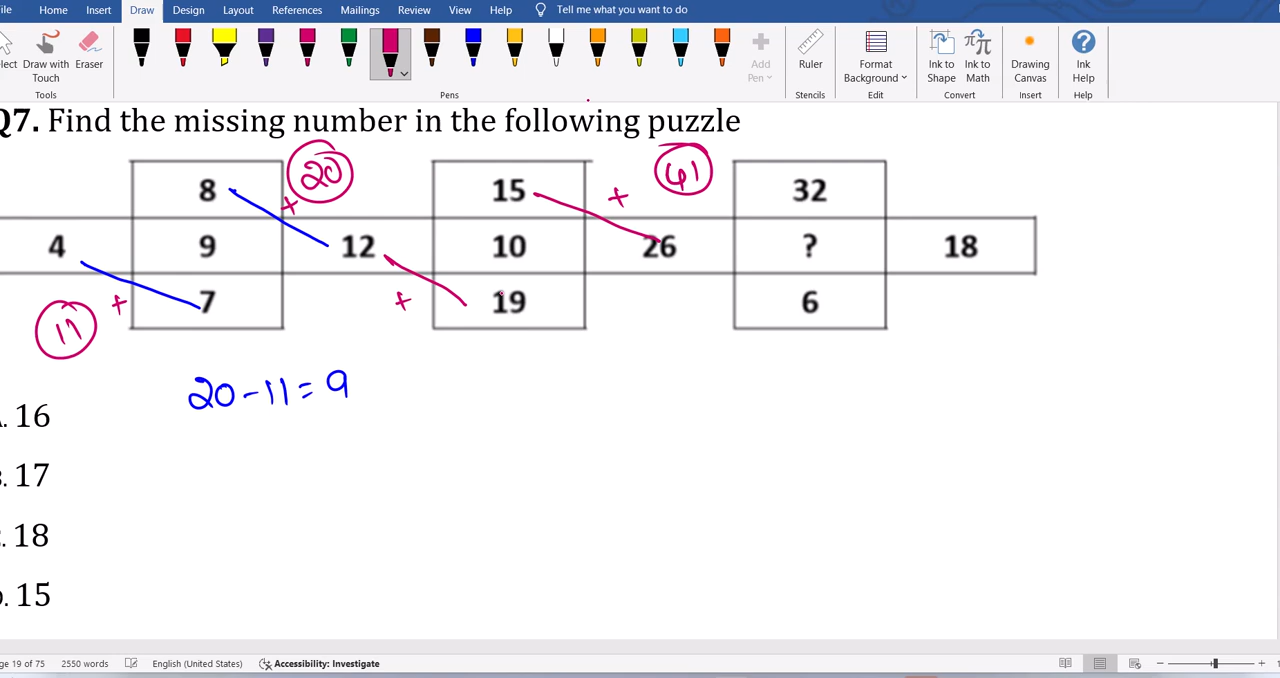 ile Home Insert Draw Design Layout References Mailings Review View Help Tell me what you want to do
lect Draw with Touch Eraser Add Pen Ruler Format Background Ink to Shape Ink to Math Drawing Canvas Ink Help
Tools Pens Stencils Edit Convert Insert Help
Q7. Find the missing number in the following puzzle
20 + 41 +
8 15 32
4 9 12 10 26 ? 18
7 19 6
11 + +
20-11=9
A. 16
B. 17
C. 18
D. 15
ge 19 of 75 2550 words English (United States) Accessibility: Investigate